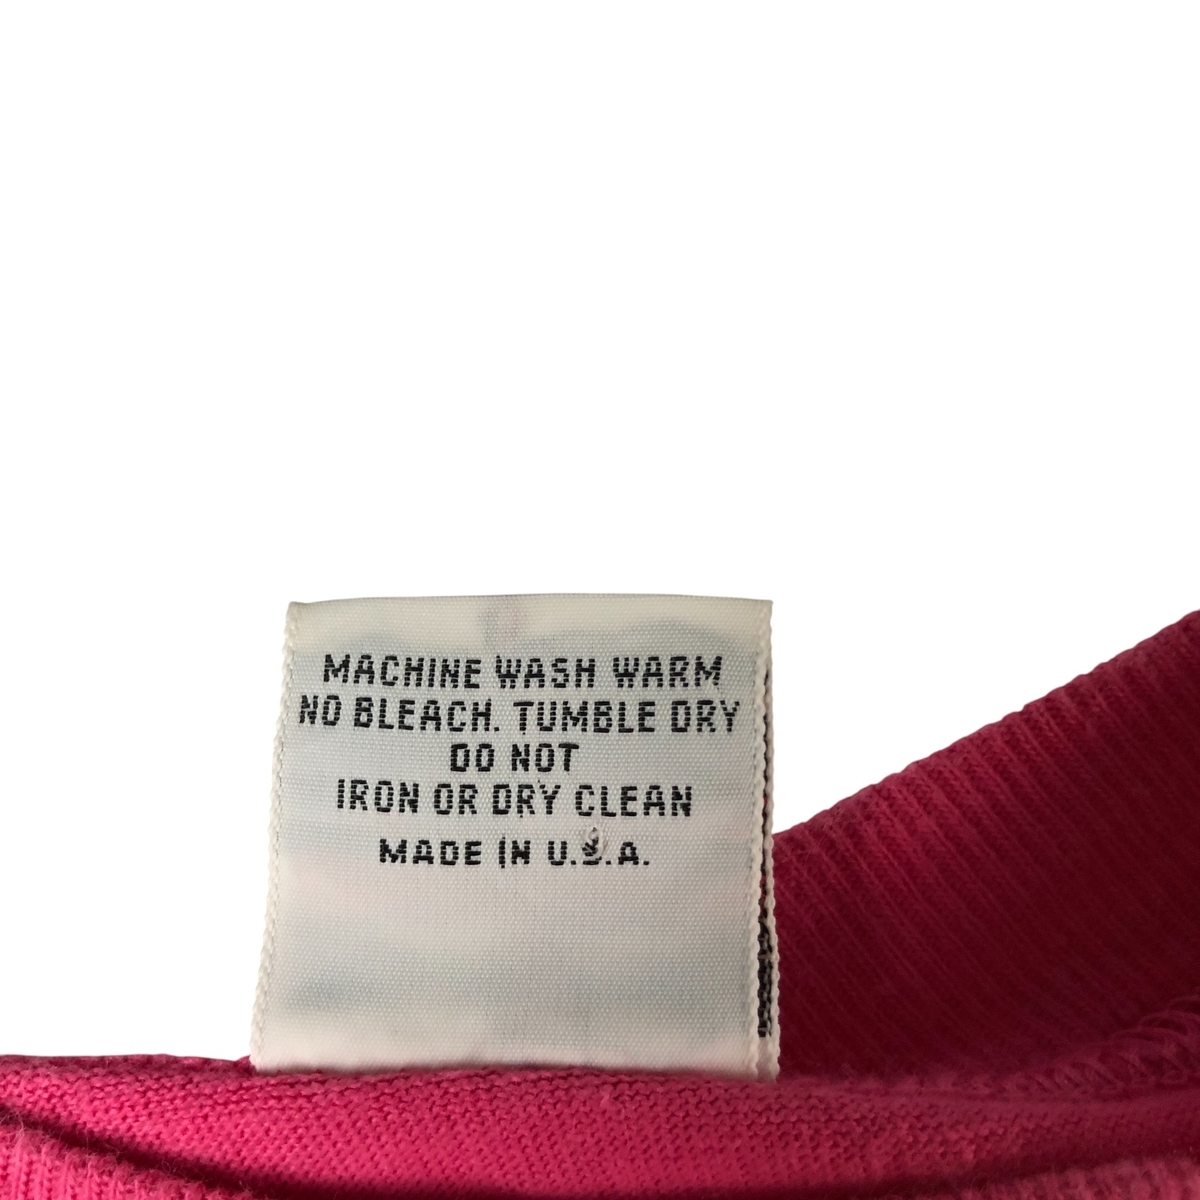 MACHINE WASH WARM
NO BLEACH. TUMBLE DRY
DO NOT
IRON OR DRY CLEAN
MADE IN U.S.A.